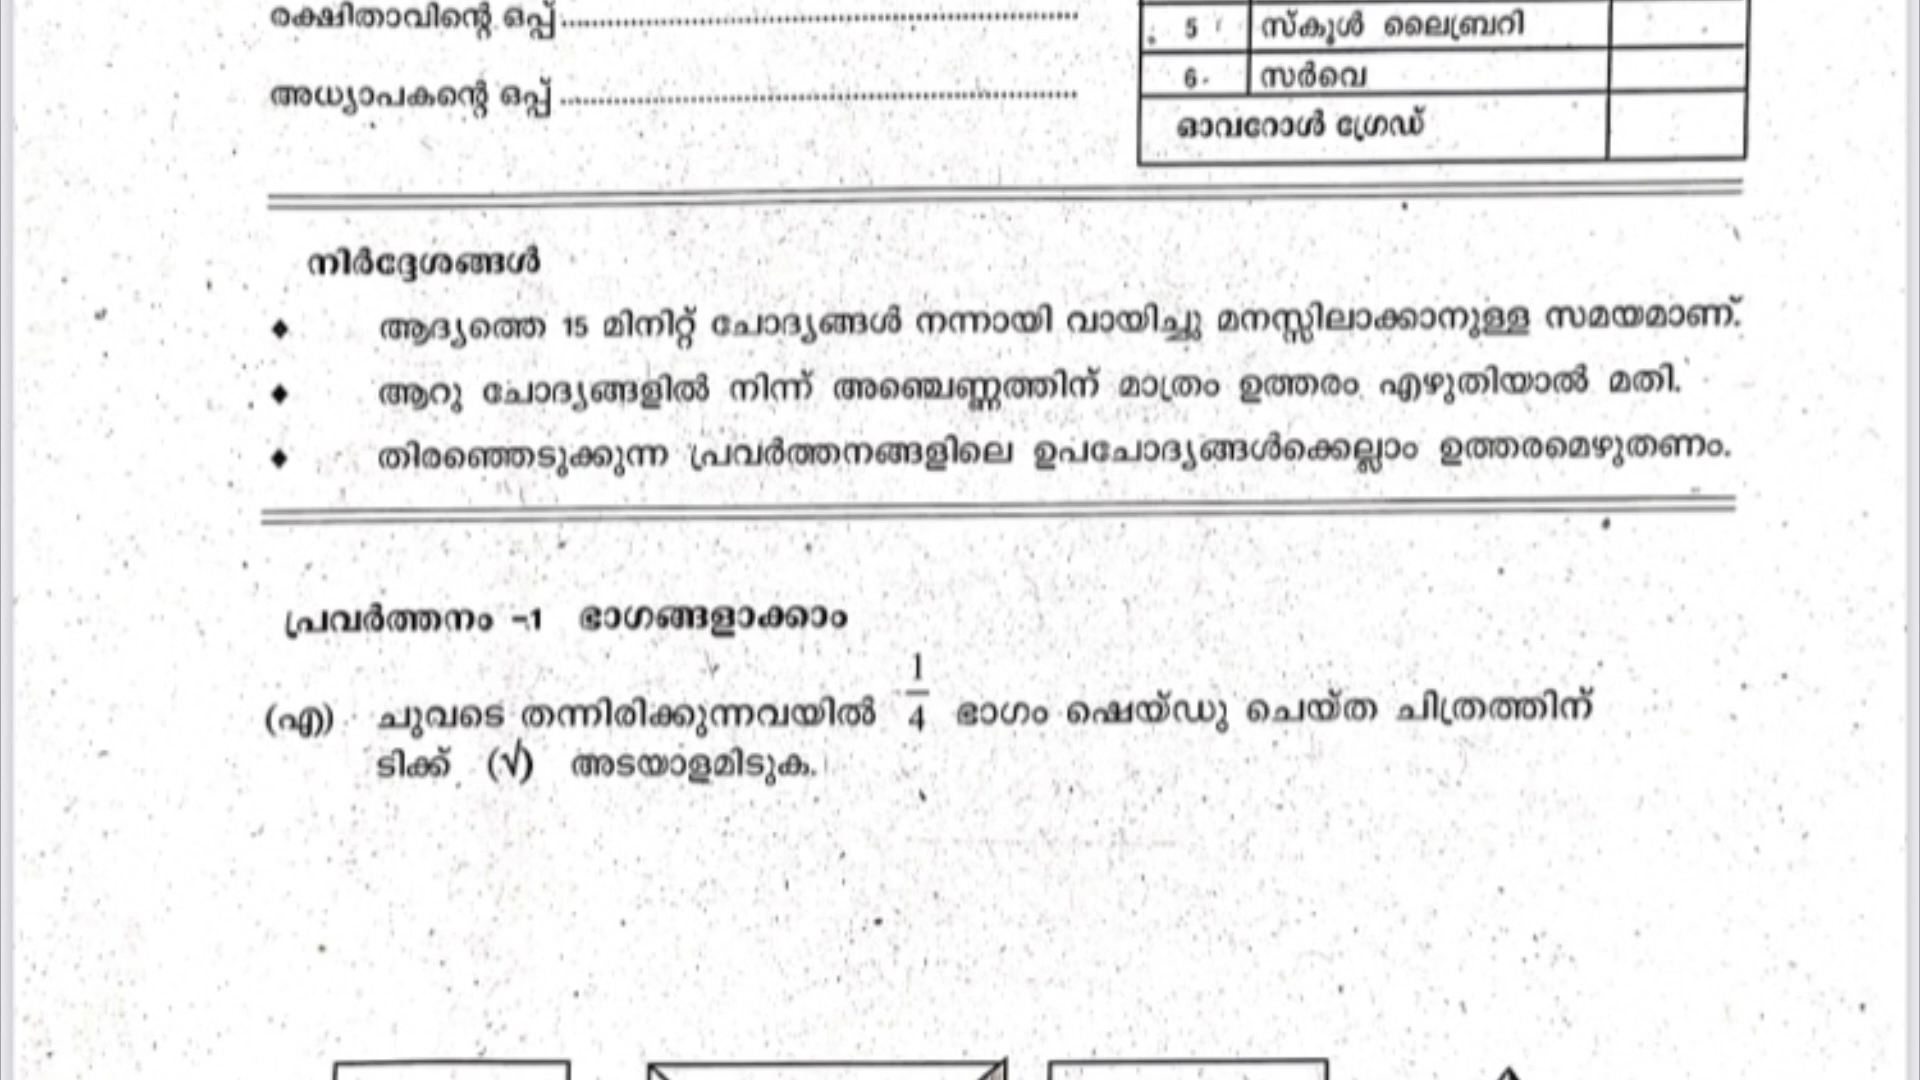 രക്ഷിതാവിന്റെ ഒപ്പ്................................................
അധ്യാപകന്റെ ഒപ്പ് ................................................
5 സ്കൂൾ ലൈബ്രറി
6. സർവെ
ഓവറോൾ ഗ്രേഡ്
നിർദ്ദേശങ്ങൾ
♦ ആദ്യത്തെ 15 മിനിറ്റ് ചോദ്യങ്ങൾ നന്നായി വായിച്ചു മനസ്സിലാക്കാനുള്ള സമയമാണ്.
♦ ആറു ചോദ്യങ്ങളിൽ നിന്ന് അഞ്ചെണ്ണത്തിന് മാത്രം ഉത്തരം എഴുതിയാൽ മതി.
♦ തിരഞ്ഞെടുക്കുന്ന പ്രവർത്തനങ്ങളിലെ ഉപചോദ്യങ്ങൾക്കെല്ലാം ഉത്തരമെഴുതണം.
പ്രവർത്തനം -1 ഭാഗങ്ങളാക്കാം
(എ) ചുവടെ തന്നിരിക്കുന്നവയിൽ 1/4 ഭാഗം ഷെയ്ഡു ചെയ്ത ചിത്രത്തിന്
ടിക്ക് (√) അടയാളമിടുക.